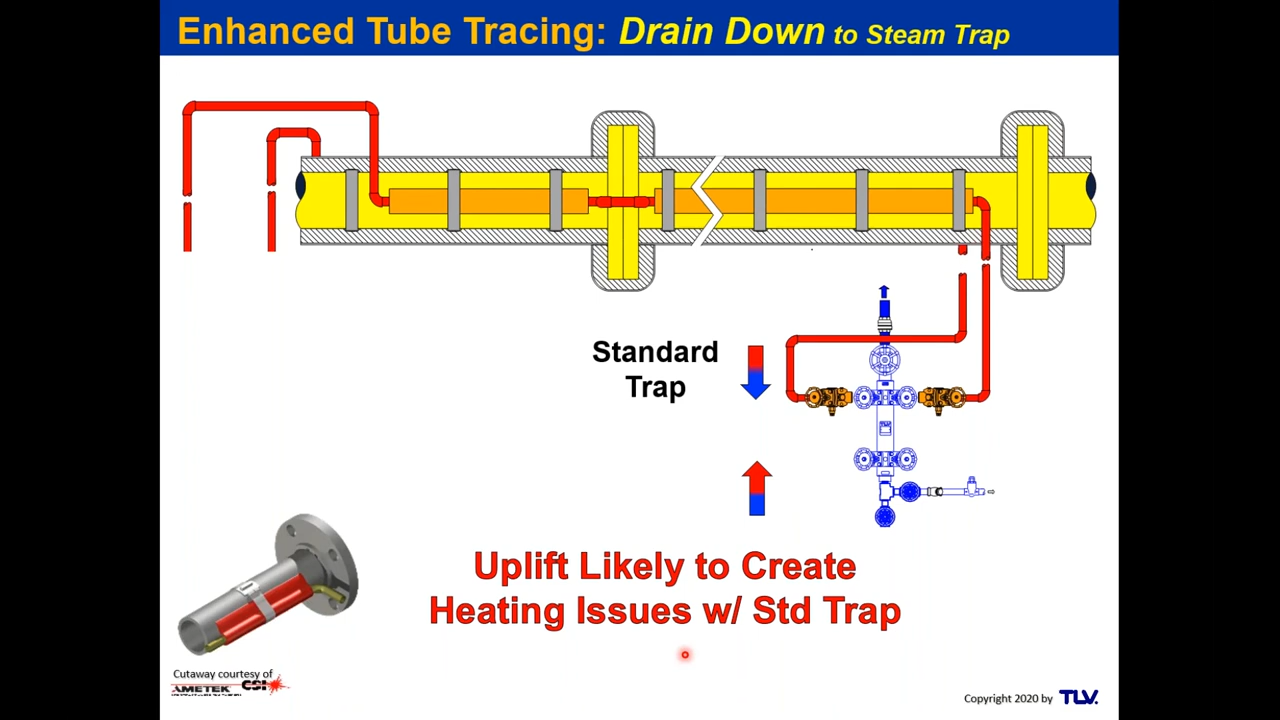 Enhanced Tube Tracing: Drain Down to Steam Trap
Standard
Trap
Uplift Likely to Create
Heating Issues w/ Std Trap
Cutaway courtesy of
AMETEK CSI
Copyright 2020 by TLV.